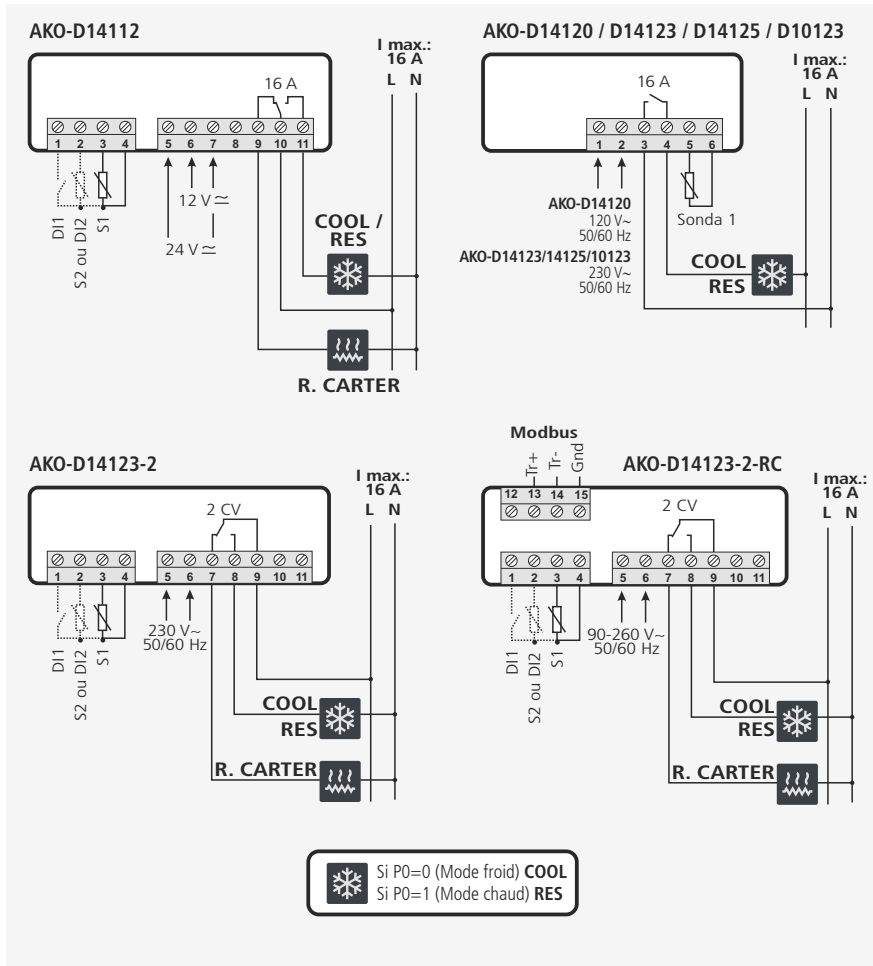 AKO-D14112
I max.:
16 A
L N
16 A
1 2 3 4 5 6 7 8 9 10 11
DI1
S2 ou DI2
S1
12 V ≃
24 V ≃
COOL /
RES
R. CARTER
AKO-D14120 / D14123 / D14125 / D10123
I max.:
16 A
L N
16 A
1 2 3 4 5 6
AKO-D14120
120 V~
50/60 Hz
AKO-D14123/14125/10123
230 V~
50/60 Hz
Sonda 1
COOL
RES
AKO-D14123-2
I max.:
16 A
L N
2 CV
1 2 3 4 5 6 7 8 9 10 11
DI1
S2 ou DI2
S1
230 V~
50/60 Hz
COOL
RES
R. CARTER
Modbus
Tr+
Tr-
Gnd
AKO-D14123-2-RC
I max.:
16 A
L N
12 13 14 15
2 CV
1 2 3 4 5 6 7 8 9 10 11
DI1
S2 ou DI2
S1
90-260 V~
50/60 Hz
COOL
RES
R. CARTER
Si P0=0 (Mode froid) COOL
Si P0=1 (Mode chaud) RES